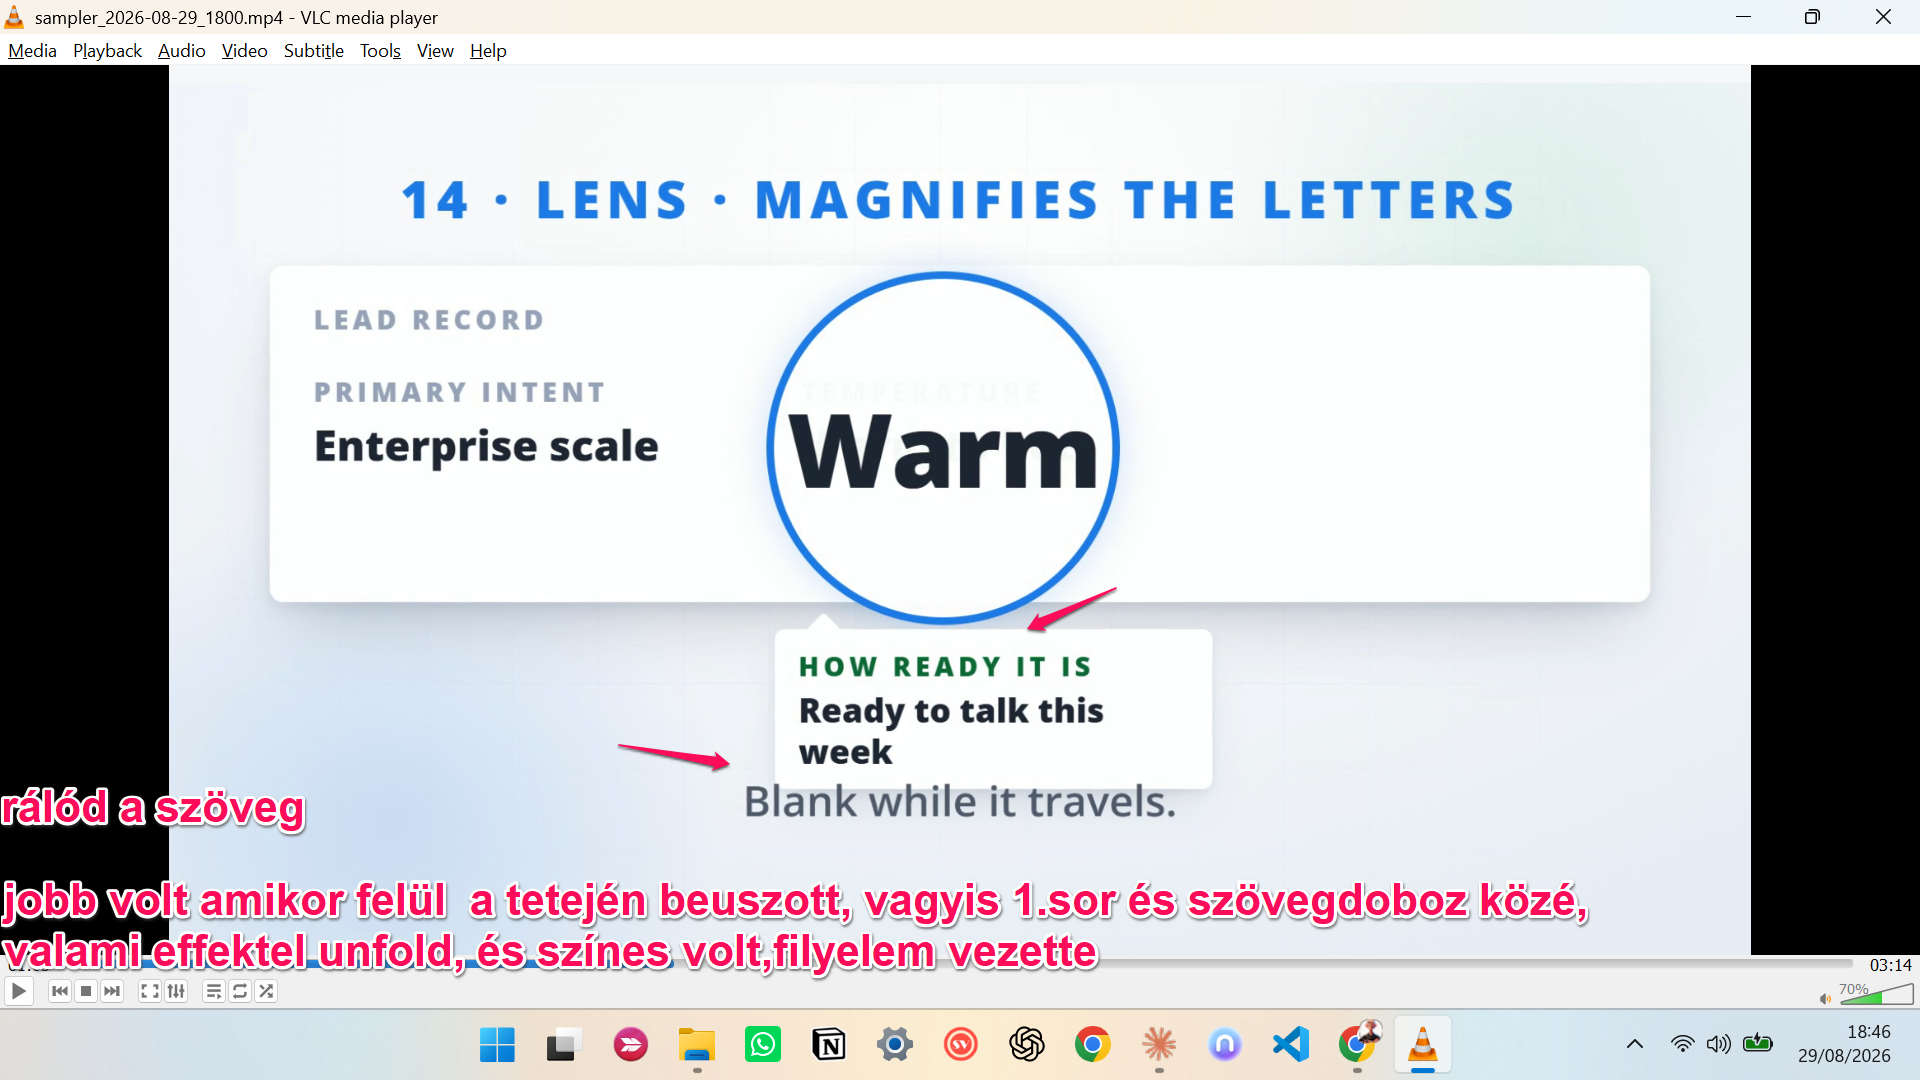 sampler_2026-08-29_1800.mp4 - VLC media player
Media Playback Audio Video Subtitle Tools View Help
14 · LENS · MAGNIFIES THE LETTERS
LEAD RECORD
PRIMARY INTENT
TEMPERATURE
Enterprise scale
Warm
HOW READY IT IS
Ready to talk this
week
Blank while it travels.
rálód a szöveg
jobb volt amikor felül a tetején beuszott, vagyis 1.sor és szövegdoboz közé,
valami effektel unfold, és színes volt,filyelem vezette
03:14
70%
18:46
29/08/2026